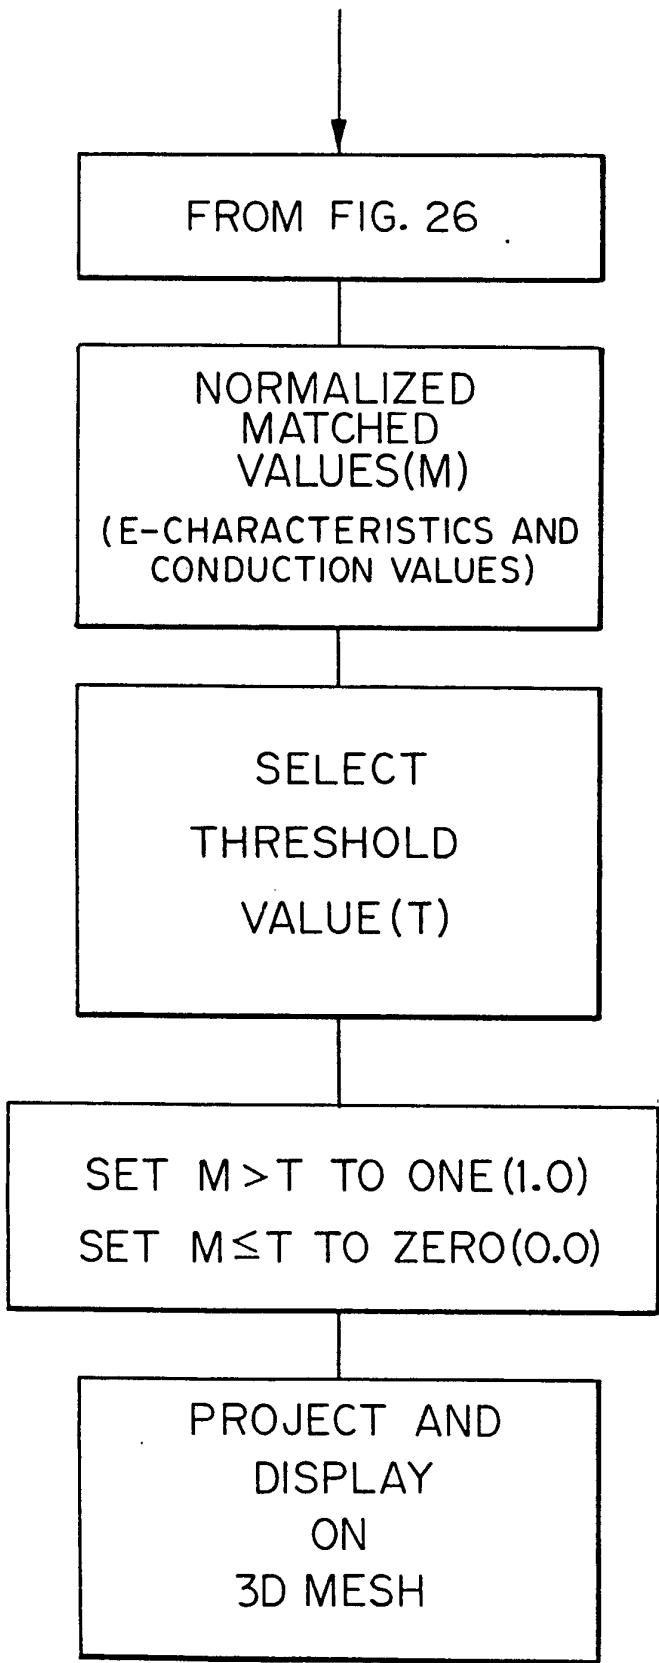 FROM FIG. 26
NORMALIZED
MATCHED
VALUES(M)
(E-CHARACTERISTICS AND
CONDUCTION VALUES)
SELECT
THRESHOLD
VALUE(T)
SET M>T TO ONE(1.0)
SET M≤T TO ZERO(0.0)
PROJECT AND
DISPLAY
ON
3D MESH